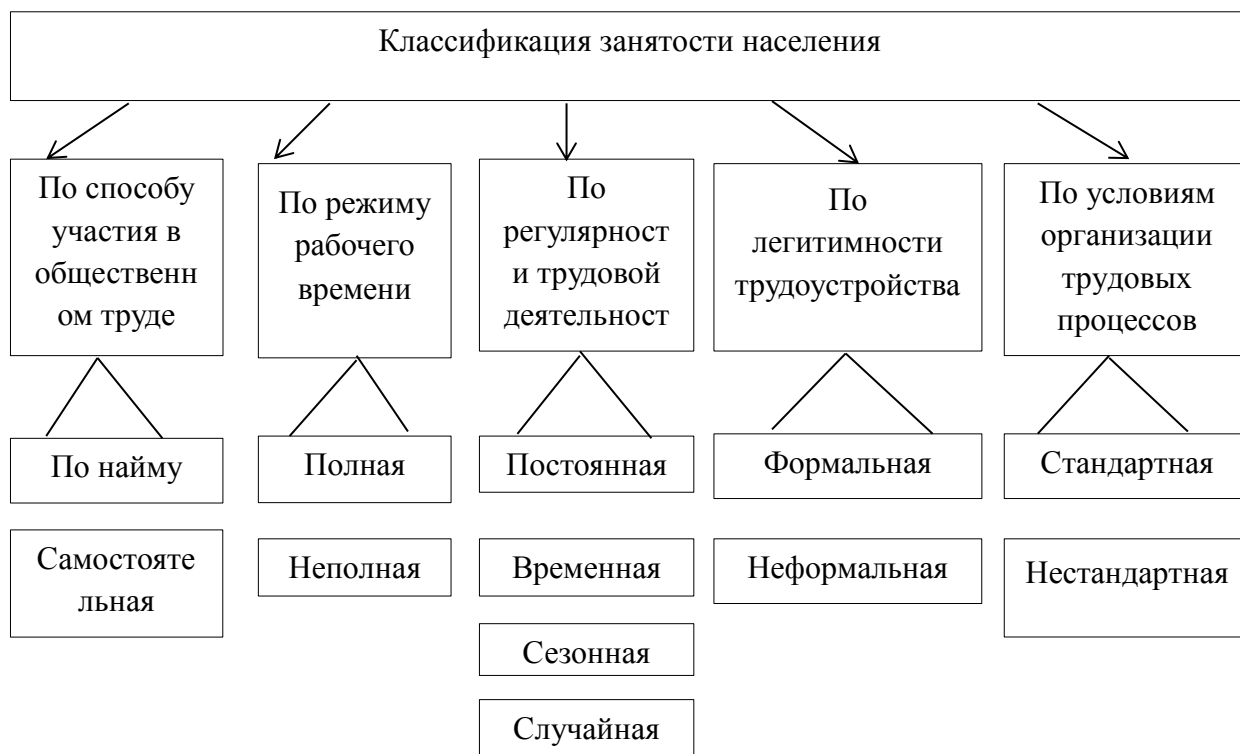 Классификация занятости населения
По способу
участия в
общественн
ом труде
По режиму
рабочего
времени
По
регулярност
и трудовой
деятельност
По
легитимности
трудоустройства
По условиям
организации
трудовых
процессов
По найму
Полная
Постоянная
Формальная
Стандартная
Самостояте
льная
Неполная
Временная
Неформальная
Нестандартная
Сезонная
Случайная